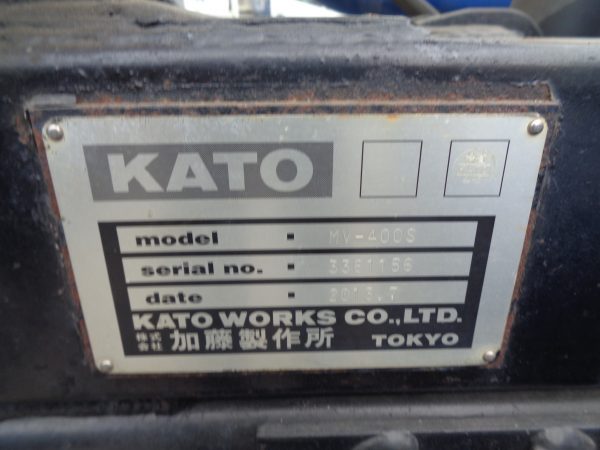 KATO
model : MV-400S
serial no. : 3361156
date : 2013.7
KATO WORKS CO.,LTD.
株式会社 加藤製作所 TOKYO